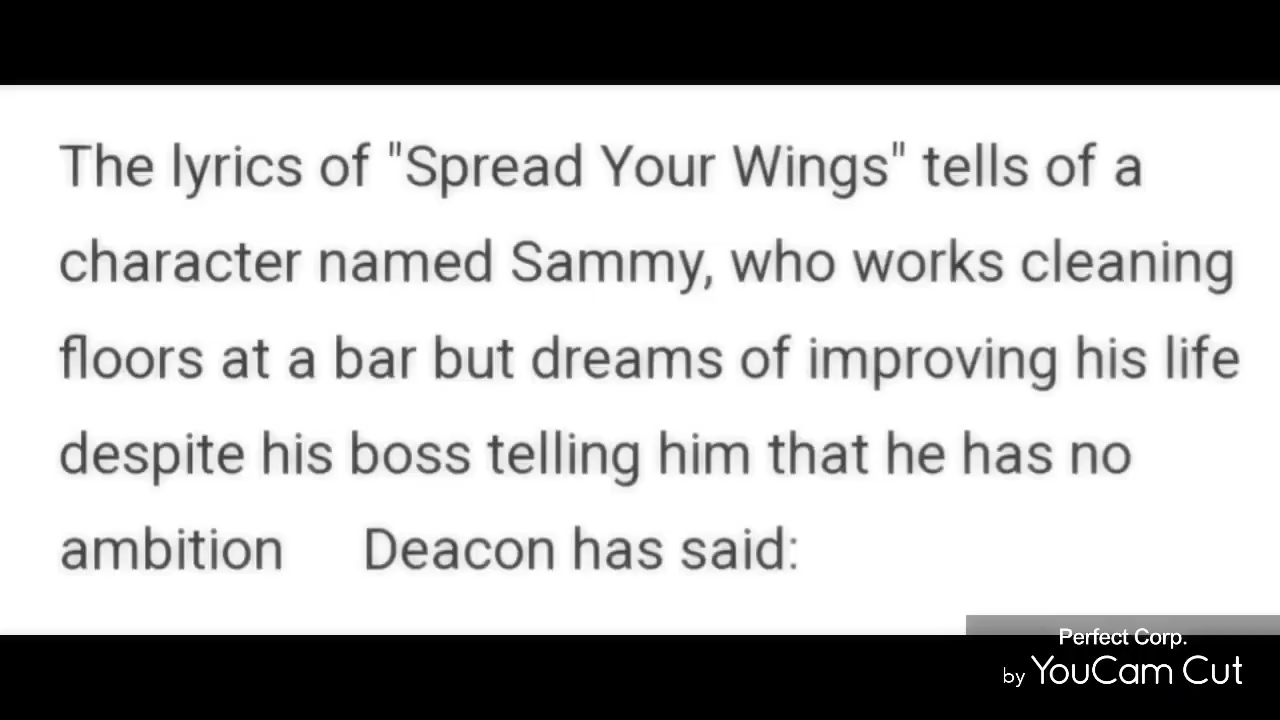 The lyrics of "Spread Your Wings" tells of a
character named Sammy, who works cleaning
floors at a bar but dreams of improving his life
despite his boss telling him that he has no
ambition Deacon has said:
Perfect Corp.
by YouCam Cut